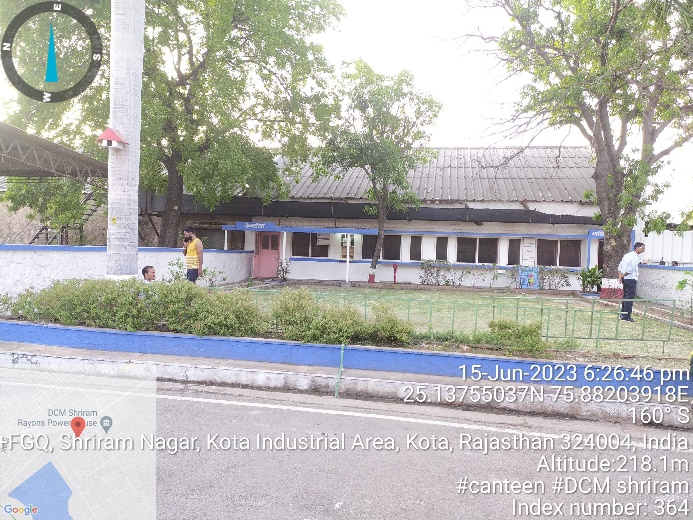 N
E
S
W
15-Jun-2023 6:26:46 pm
25.13755037N 75.88203918E
160° S
DCM Shriram
Rayons Power House
FGQ, Shriram Nagar, Kota Industrial Area, Kota, Rajasthan 324004, India
Altitude:218.1m
#canteen #DCM shriram
Index number: 364
Google